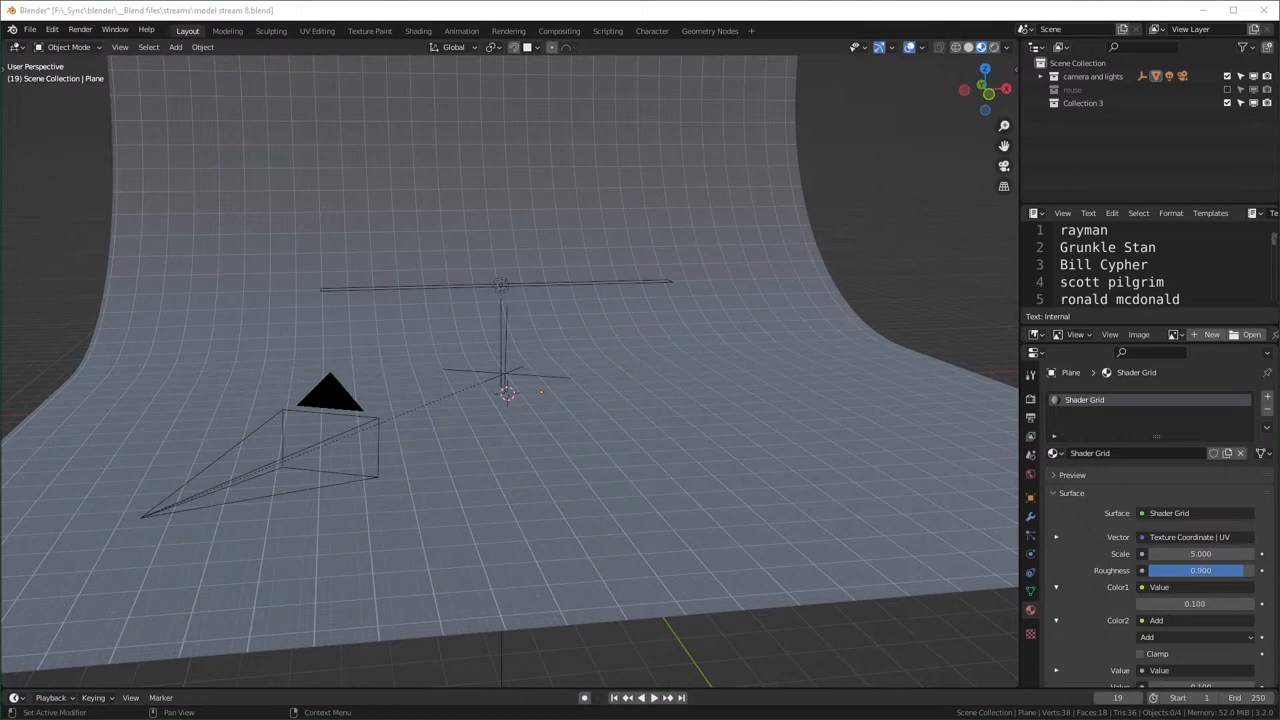 Blender* [F:\_Sync\blender\__Blend files\streams\model stream 8.blend]
File Edit Render Window Help Layout Modeling Sculpting UV Editing Texture Paint Shading Animation Rendering Compositing Scripting Character Geometry Nodes + Scene View Layer
Object Mode View Select Add Object Global
User Perspective
(19) Scene Collection | Plane
Z
Y
X
Scene Collection
camera and lights
reuse
Collection 3
View Text Edit Select Format Templates Te
1 rayman
2 Grunkle Stan
3 Bill Cypher
4 scott pilgrim
5 ronald mcdonald
Text: Internal
View View Image New Open
Plane > Shader Grid
Shader Grid
Shader Grid
Preview
Surface
Surface Shader Grid
Vector Texture Coordinate | UV
Scale 5.000
Roughness 0.900
Color1 Value
0.100
Color2 Add
Add
Clamp
Value Value
Value 0.100
Playback Keying View Marker 19 Start 1 End 250
Set Active Modifier Pan View Context Menu Scene Collection | Plane | Verts:38 | Faces:18 | Tris:36 | Objects:0/4 | Memory: 52.0 MiB | 3.2.0